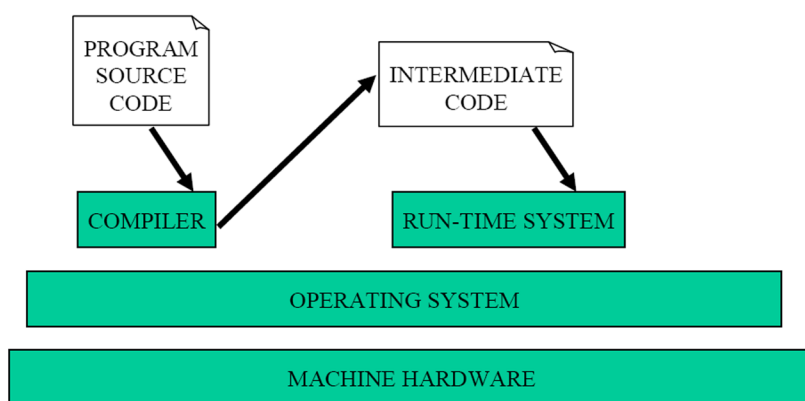 PROGRAM
SOURCE
CODE
INTERMEDIATE
CODE
COMPILER
RUN-TIME SYSTEM
OPERATING SYSTEM
MACHINE HARDWARE